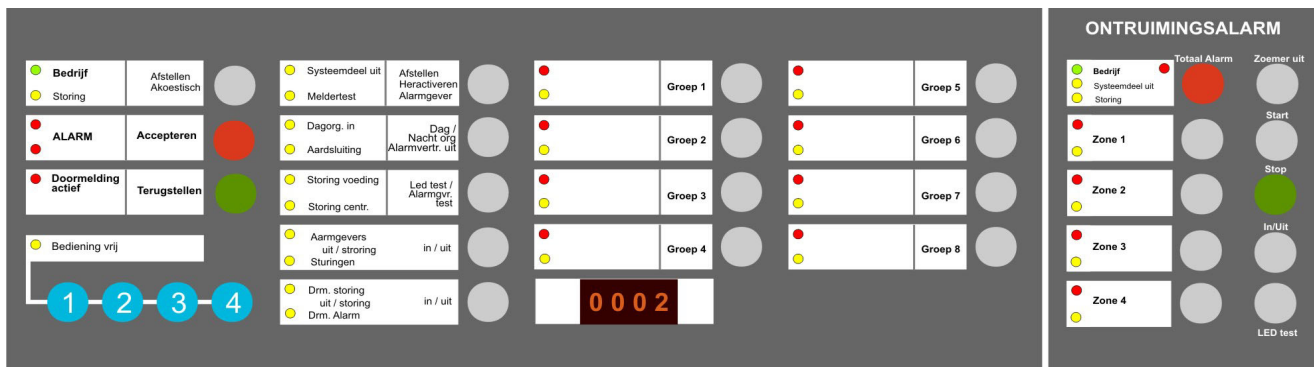 Bedrijf
Storing
Afstellen
Akoestisch
ALARM
Accepteren
Doormelding
actief
Terugstellen
Bediening vrij
1 2 3 4
Systeemdeel uit
Meldertest
Afstellen
Heractiveren
Alarmgever
Dagorg. in
Aardsluiting
Dag /
Nacht org
Alarmvertr. uit
Storing voeding
Storing centr.
Led test /
Alarmgvr.
test
Aarmgevers
uit / stroring
Sturingen
in / uit
Drm. storing
uit / storing
Drm. Alarm
in / uit
Groep 1
Groep 2
Groep 3
Groep 4
0002
Groep 5
Groep 6
Groep 7
Groep 8
ONTRUIMINGSALARM
Totaal Alarm
Zoemer uit
Bedrijf
Systeemdeel uit
Storing
Start
Zone 1
Stop
Zone 2
In/Uit
Zone 3
Zone 4
LED test